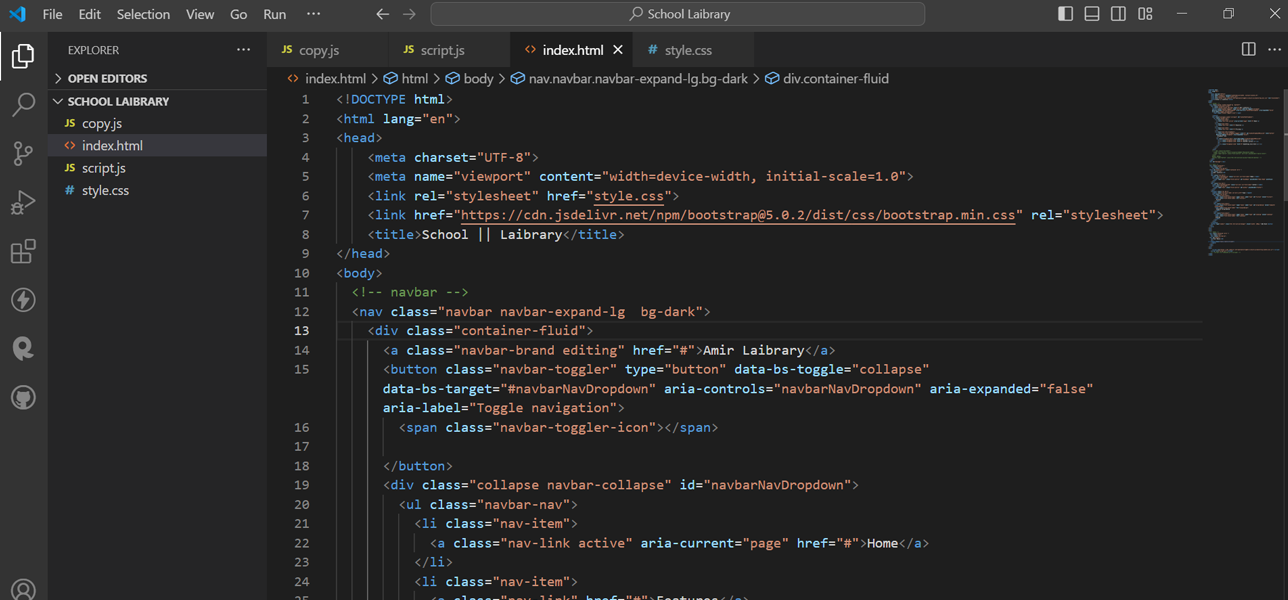 File Edit Selection View Go Run ··· School Laibrary
EXPLORER ···
OPEN EDITORS
SCHOOL LAIBRARY
JS copy.js
<> index.html
JS script.js
# style.css
JS copy.js JS script.js <> index.html # style.css ···
<> index.html > html > body > nav.navbar.navbar-expand-lg.bg-dark > div.container-fluid
1 <!DOCTYPE html>
2 <html lang="en">
3 <head>
4 <meta charset="UTF-8">
5 <meta name="viewport" content="width=device-width, initial-scale=1.0">
6 <link rel="stylesheet" href="style.css">
7 <link href="https://cdn.jsdelivr.net/npm/bootstrap@5.0.2/dist/css/bootstrap.min.css" rel="stylesheet">
8 <title>School || Laibrary</title>
9 </head>
10 <body>
11 <!-- navbar -->
12 <nav class="navbar navbar-expand-lg  bg-dark">
13 <div class="container-fluid">
14 <a class="navbar-brand editing" href="#">Amir Laibrary</a>
15 <button class="navbar-toggler" type="button" data-bs-toggle="collapse"
data-bs-target="#navbarNavDropdown" aria-controls="navbarNavDropdown" aria-expanded="false"
aria-label="Toggle navigation">
16 <span class="navbar-toggler-icon"></span>
17
18 </button>
19 <div class="collapse navbar-collapse" id="navbarNavDropdown">
20 <ul class="navbar-nav">
21 <li class="nav-item">
22 <a class="nav-link active" aria-current="page" href="#">Home</a>
23 </li>
24 <li class="nav-item">
25 <a class="nav-link" href="#">Features</a>